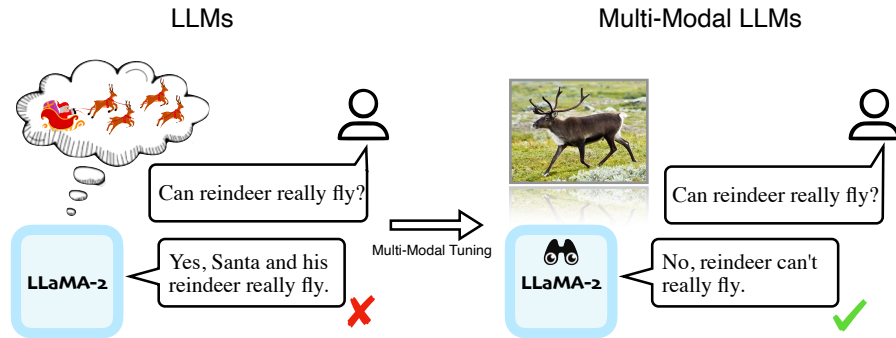 LLMs
Can reindeer really fly?
LLaMA-2
Yes, Santa and his
reindeer really fly.
Multi-Modal Tuning
Multi-Modal LLMs
Can reindeer really fly?
LLaMA-2
No, reindeer can't
really fly.